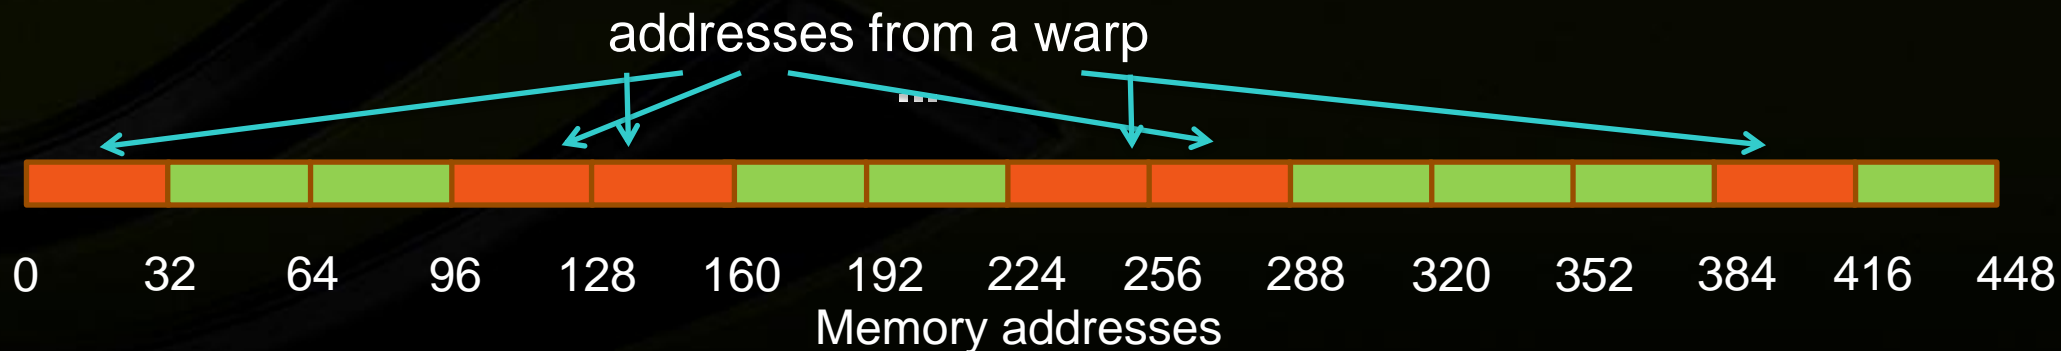 addresses from a warp
...
0 32 64 96 128 160 192 224 256 288 320 352 384 416 448
Memory addresses